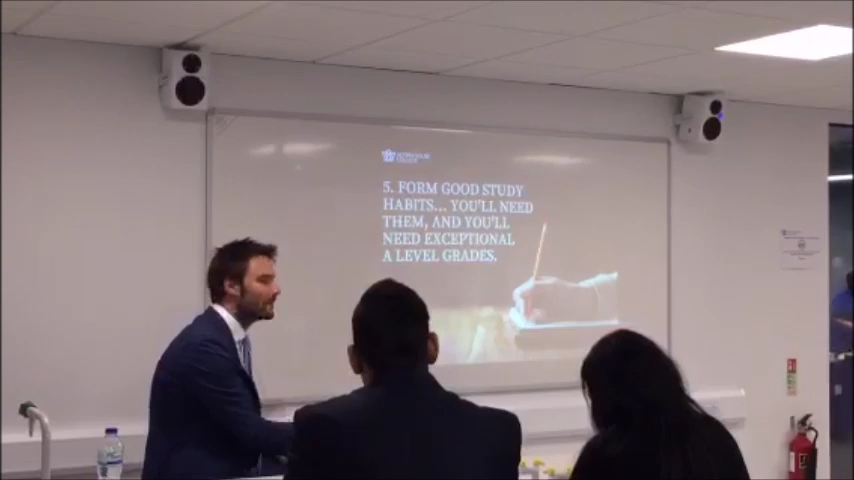 5. FORM GOOD STUDY
HABITS... YOU'LL NEED
THEM, AND YOU'LL
NEED EXCEPTIONAL
A LEVEL GRADES.